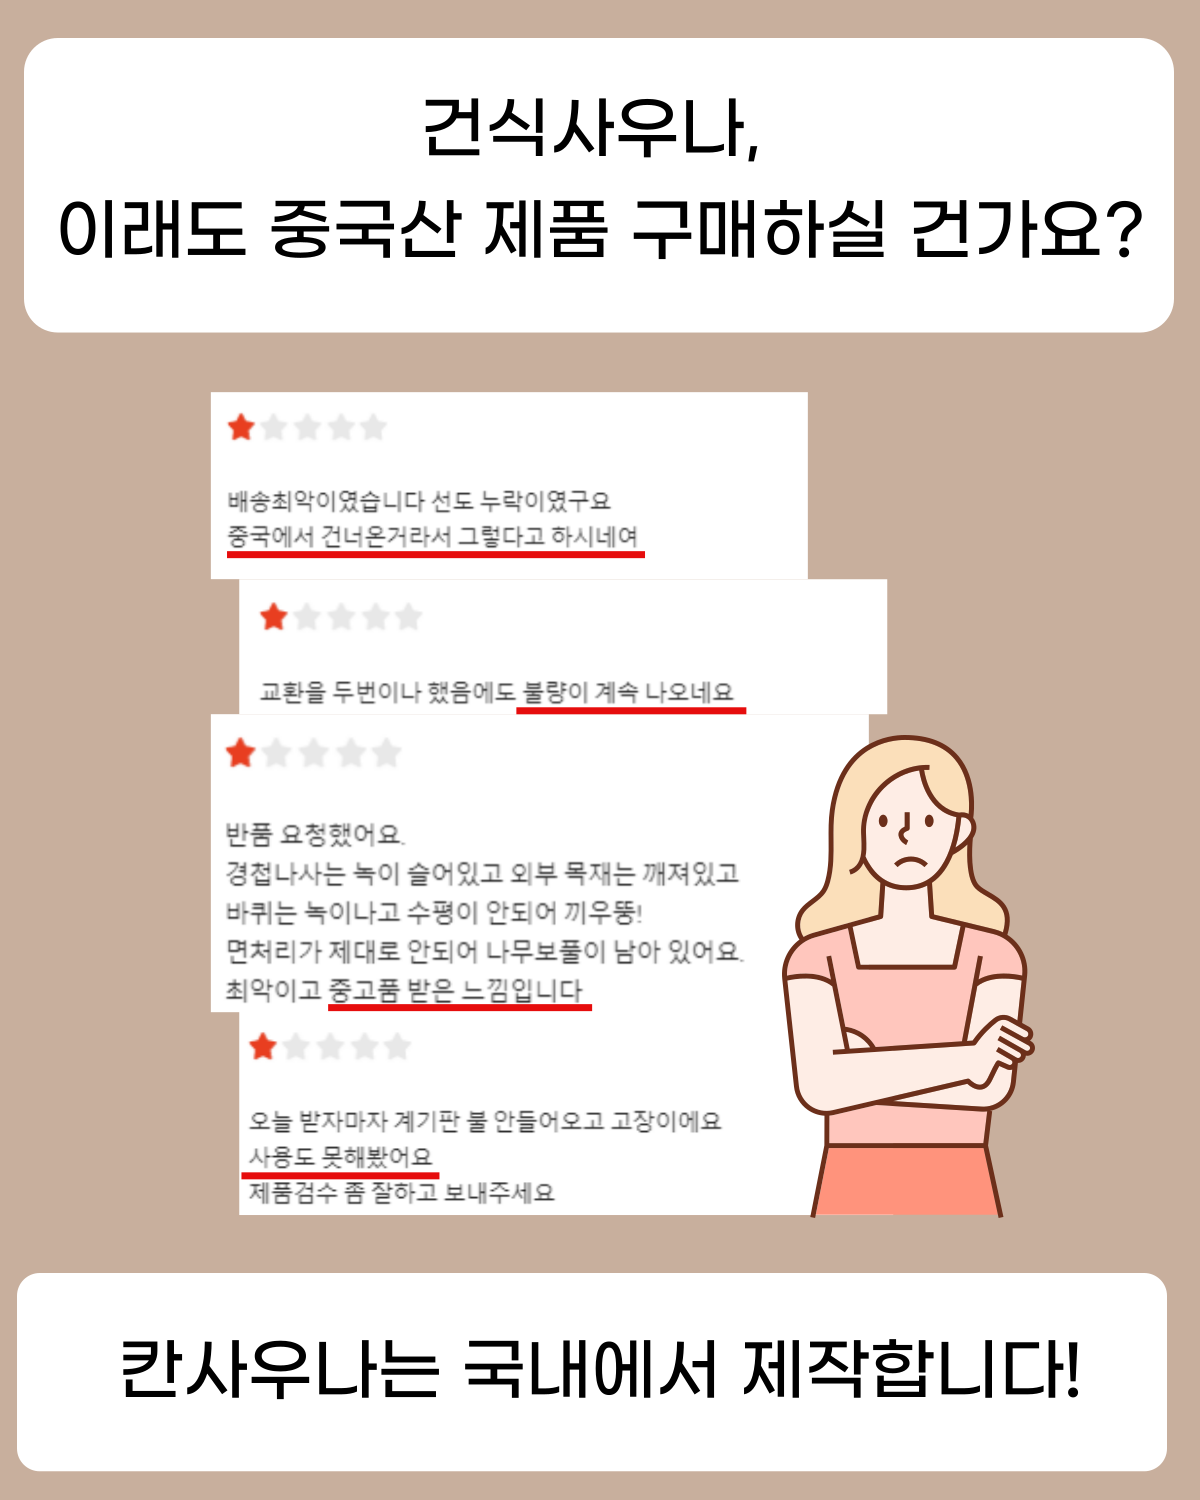 건식사우나,
이래도 중국산 제품 구매하실 건가요?
배송최악이였습니다 선도 누락이였구요
중국에서 건너온거라서 그렇다고 하시네여
교환을 두번이나 했음에도 불량이 계속 나오네요
반품 요청했어요.
경첩나사는 녹이 슬어있고 외부 목재는 깨져있고
바퀴는 녹이나고 수평이 안되어 끼우뚱!
면처리가 제대로 안되어 나무보풀이 남아 있어요.
최악이고 중고품 받은 느낌입니다
오늘 받자마자 계기판 불 안들어오고 고장이에요
사용도 못해봤어요
제품검수 좀 잘하고 보내주세요
칸사우나는 국내에서 제작합니다!